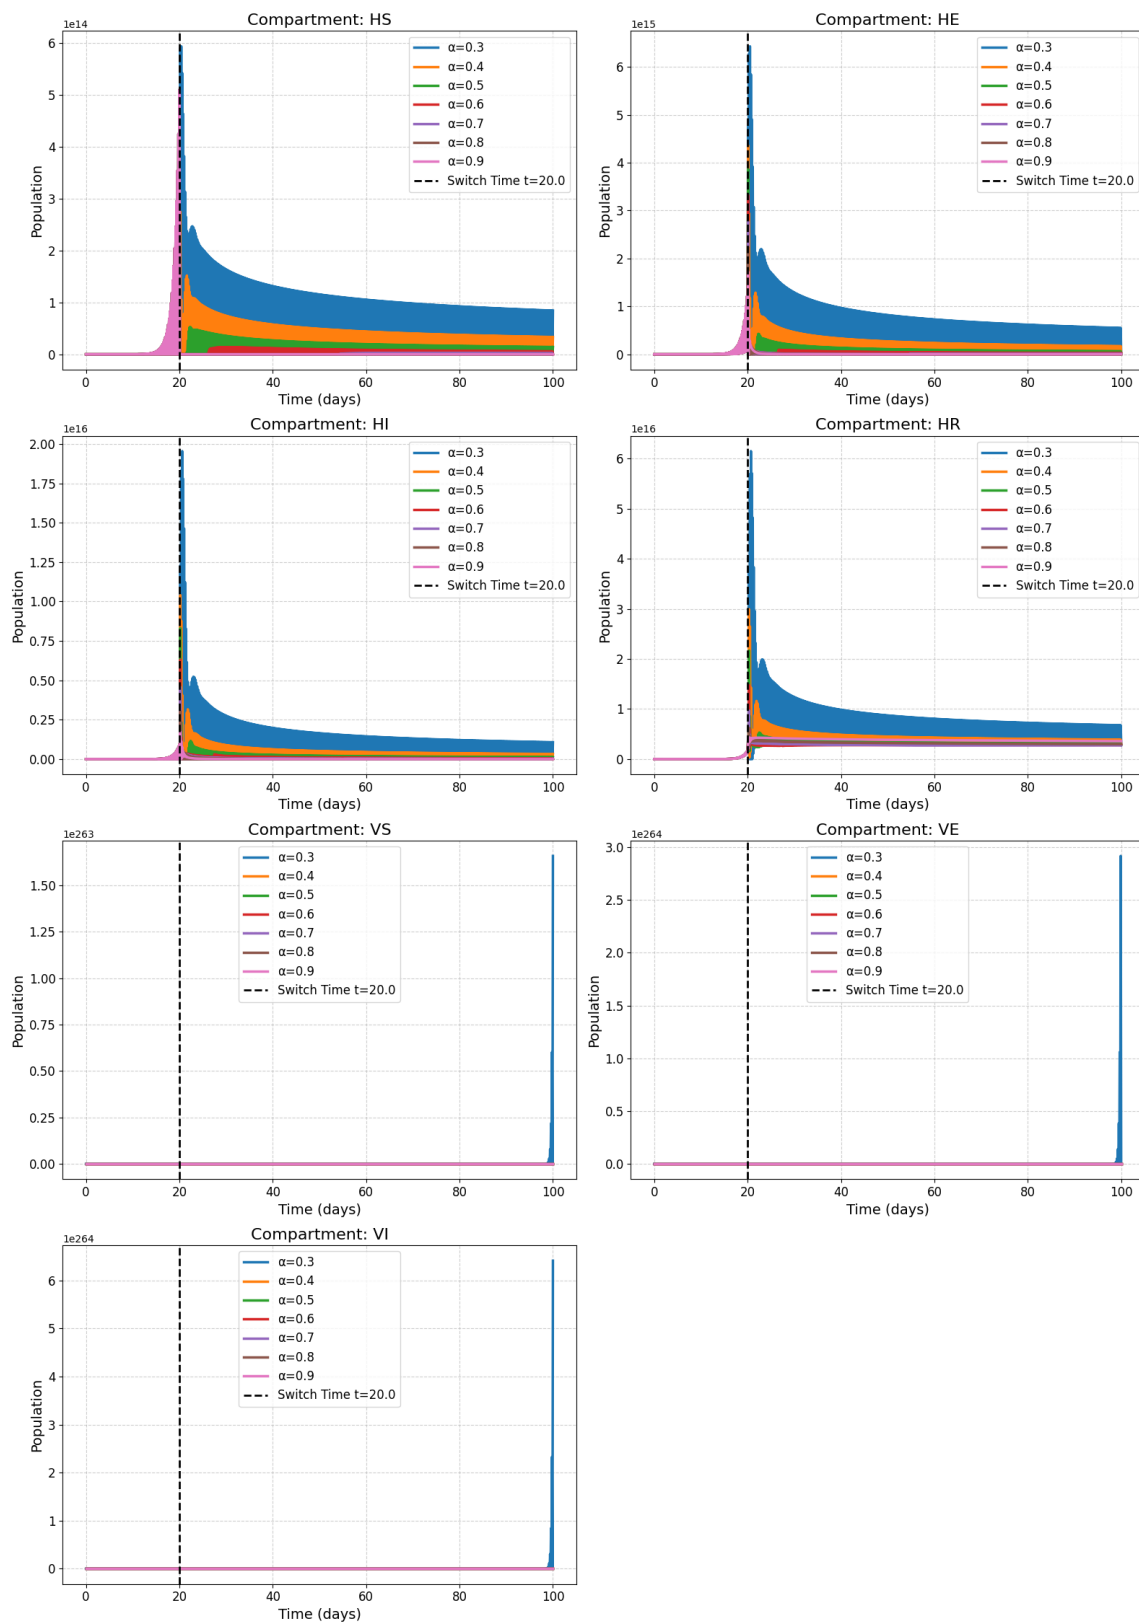 Compartment: HS
1e14
Population
6
5
4
3
2
1
0
α=0.3
α=0.4
α=0.5
α=0.6
α=0.7
α=0.8
α=0.9
Switch Time t=20.0
0 20 40 60 80 100
Time (days)
Compartment: HE
1e15
Population
6
5
4
3
2
1
0
α=0.3
α=0.4
α=0.5
α=0.6
α=0.7
α=0.8
α=0.9
Switch Time t=20.0
0 20 40 60 80 100
Time (days)
Compartment: HI
1e16
Population
2.00
1.75
1.50
1.25
1.00
0.75
0.50
0.25
0.00
α=0.3
α=0.4
α=0.5
α=0.6
α=0.7
α=0.8
α=0.9
Switch Time t=20.0
0 20 40 60 80 100
Time (days)
Compartment: HR
1e16
Population
6
5
4
3
2
1
0
α=0.3
α=0.4
α=0.5
α=0.6
α=0.7
α=0.8
α=0.9
Switch Time t=20.0
0 20 40 60 80 100
Time (days)
Compartment: VS
1e263
Population
1.50
1.25
1.00
0.75
0.50
0.25
0.00
α=0.3
α=0.4
α=0.5
α=0.6
α=0.7
α=0.8
α=0.9
Switch Time t=20.0
0 20 40 60 80 100
Time (days)
Compartment: VE
1e264
Population
3.0
2.5
2.0
1.5
1.0
0.5
0.0
α=0.3
α=0.4
α=0.5
α=0.6
α=0.7
α=0.8
α=0.9
Switch Time t=20.0
0 20 40 60 80 100
Time (days)
Compartment: VI
1e264
Population
6
5
4
3
2
1
0
α=0.3
α=0.4
α=0.5
α=0.6
α=0.7
α=0.8
α=0.9
Switch Time t=20.0
0 20 40 60 80 100
Time (days)